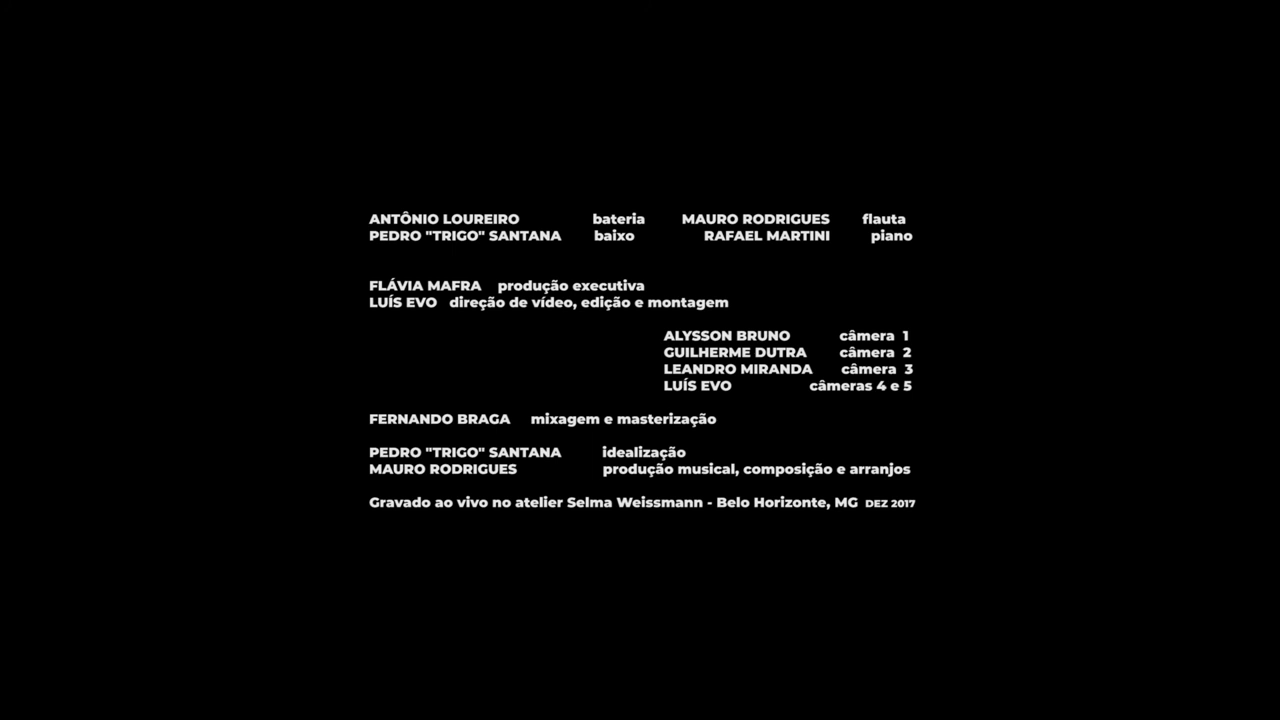 ANTÔNIO LOUREIRO bateria MAURO RODRIGUES flauta
PEDRO "TRIGO" SANTANA baixo RAFAEL MARTINI piano
FLÁVIA MAFRA produção executiva
LUÍS EVO direção de vídeo, edição e montagem
ALYSSON BRUNO câmera 1
GUILHERME DUTRA câmera 2
LEANDRO MIRANDA câmera 3
LUÍS EVO câmeras 4 e 5
FERNANDO BRAGA mixagem e masterização
PEDRO "TRIGO" SANTANA idealização
MAURO RODRIGUES produção musical, composição e arranjos
Gravado ao vivo no atelier Selma Weissmann - Belo Horizonte, MG DEZ 2017